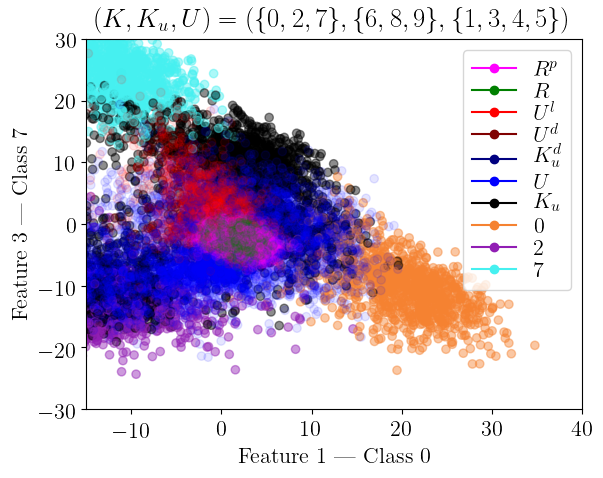 (K, K_u, U) = ({0, 2, 7}, {6, 8, 9}, {1, 3, 4, 5})
30
20
10
0
−10
−20
−30
Feature 3 — Class 7
R^p
R
U^l
U^d
K_u^d
U
K_u
0
2
7
−10
0
10
20
30
40
Feature 1 — Class 0